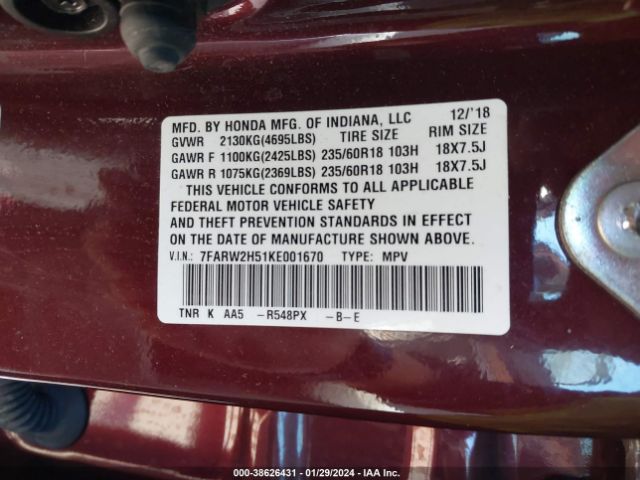 MFD. BY HONDA MFG. OF INDIANA, LLC 12/'18
GVWR 2130KG(4695LBS) TIRE SIZE RIM SIZE
GAWR F 1100KG(2425LBS) 235/60R18 103H 18X7.5J
GAWR R 1075KG(2369LBS) 235/60R18 103H 18X7.5J
THIS VEHICLE CONFORMS TO ALL APPLICABLE
FEDERAL MOTOR VEHICLE SAFETY
AND THEFT PREVENTION STANDARDS IN EFFECT
ON THE DATE OF MANUFACTURE SHOWN ABOVE.
V.I.N.: 7FARW2H51KE001670 TYPE: MPV
TNR K AA5 -R548PX -B-E
000-38626431 - 01/29/2024 - IAA Inc.